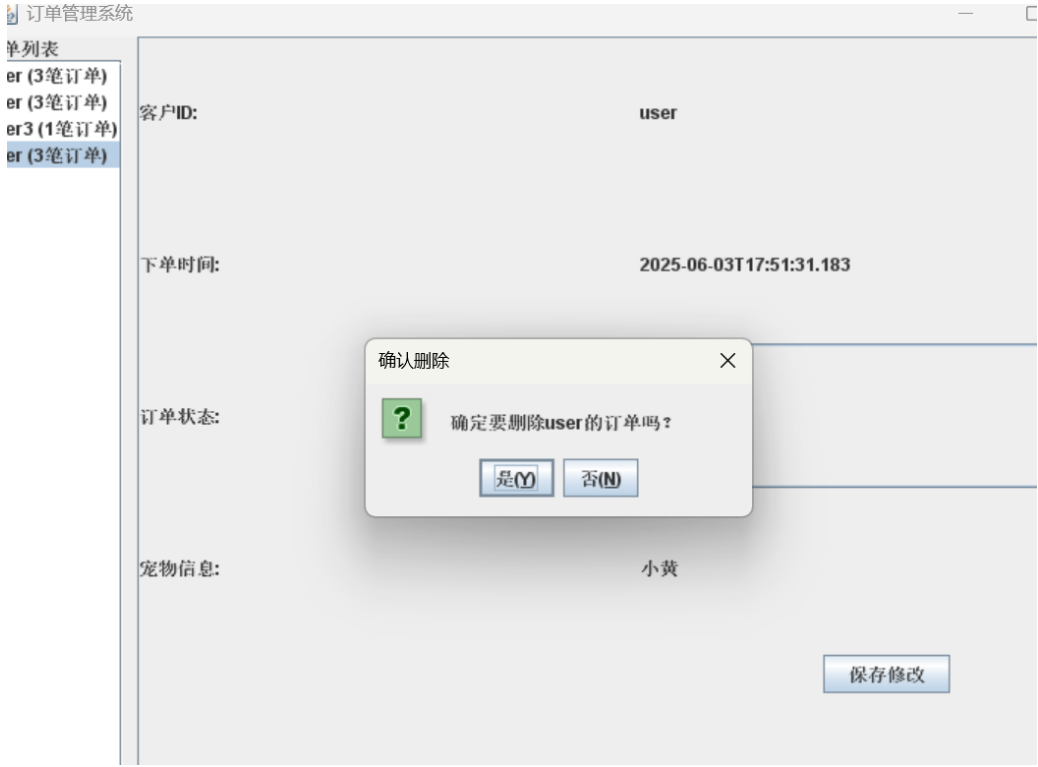 订单管理系统
单列表
er (3笔订单)
er (3笔订单)
er3 (1笔订单)
er (3笔订单)
客户ID:
user
下单时间:
2025-06-03T17:51:31.183
订单状态:
确认删除
?
确定要删除user的订单吗?
是(Y)
否(N)
宠物信息:
小黄
保存修改